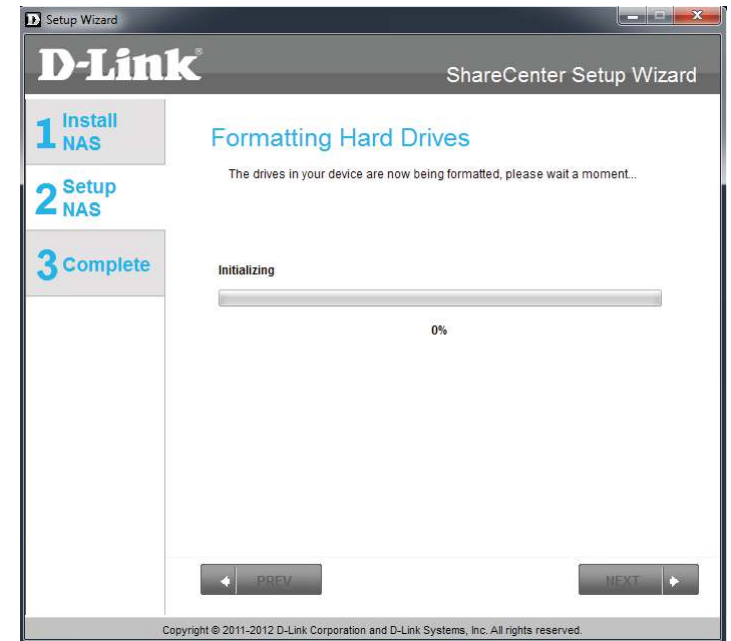 Setup Wizard
D-Link®
ShareCenter Setup Wizard
1 Install
NAS
2 Setup
NAS
3 Complete
Formatting Hard Drives
The drives in your device are now being formatted, please wait a moment...
Initializing
0%
PREV
NEXT
Copyright © 2011-2012 D-Link Corporation and D-Link Systems, Inc. All rights reserved.